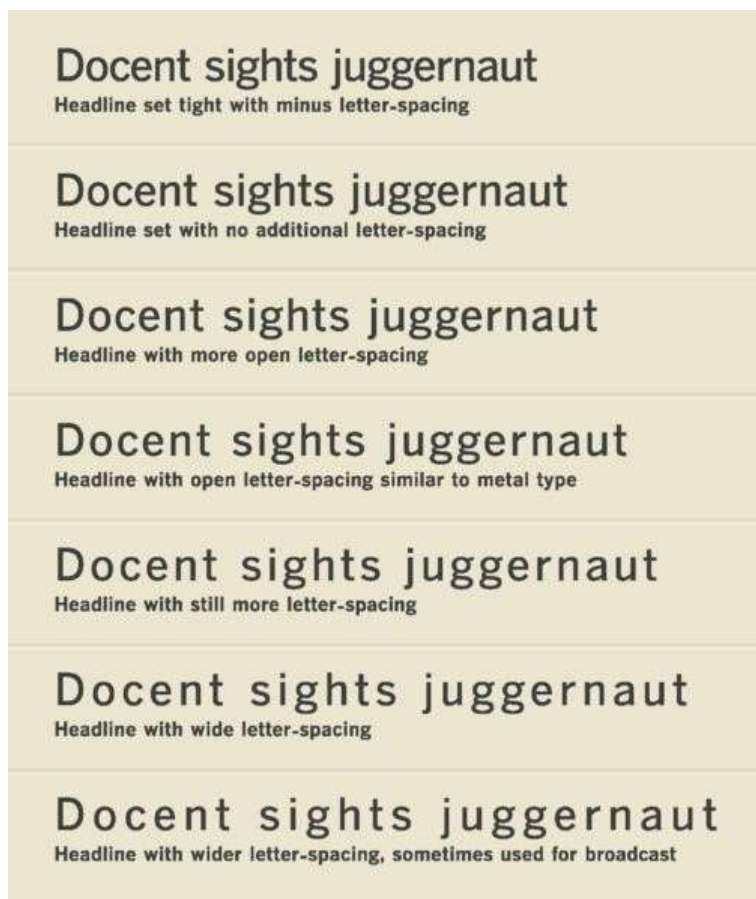 Docent sights juggernaut
Headline set tight with minus letter-spacing
Docent sights juggernaut
Headline set with no additional letter-spacing
Docent sights juggernaut
Headline with more open letter-spacing
Docent sights juggernaut
Headline with open letter-spacing similar to metal type
Docent sights juggernaut
Headline with still more letter-spacing
Docent sights juggernaut
Headline with wide letter-spacing
Docent sights juggernaut
Headline with wider letter-spacing, sometimes used for broadcast